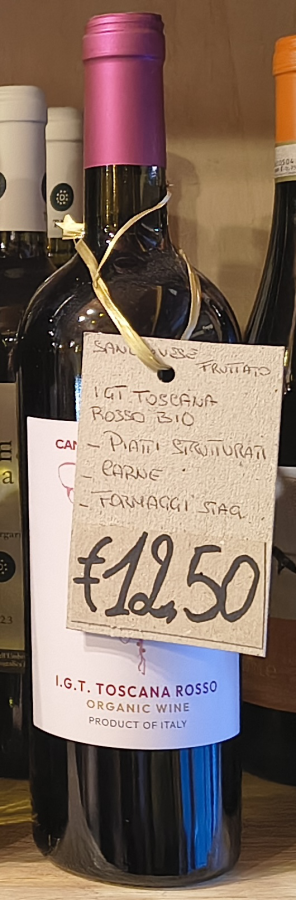 SANGIOVESE
FRUTTATO
IGT TOSCANA
ROSSO BIO
- PIATTI STRUTTURATI
- CARNE
- FORMAGGI STAG.
€12,50
CAN
I.G.T. TOSCANA ROSSO
ORGANIC WINE
PRODUCT OF ITALY